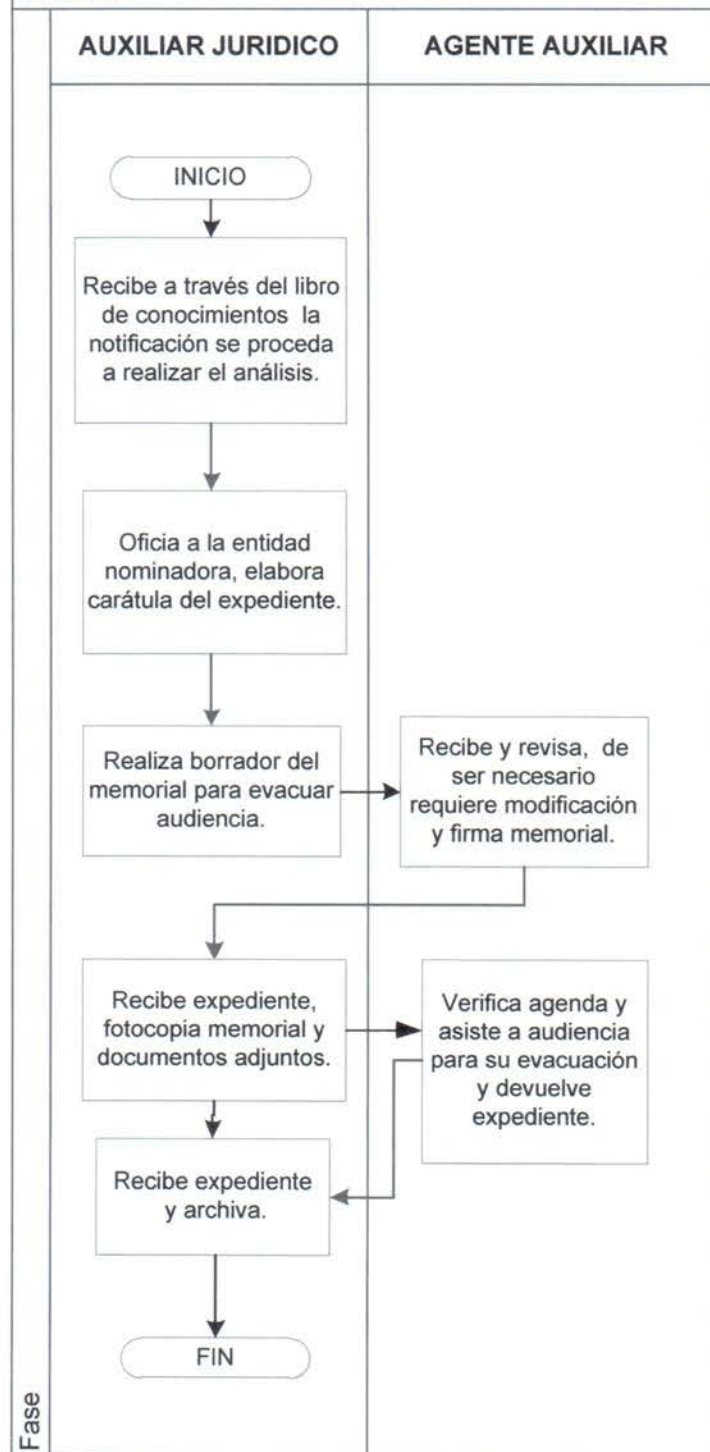 AUXILIAR JURIDICO
AGENTE AUXILIAR
INICIO
Recibe a través del libro
de conocimientos la
notificación se proceda
a realizar el análisis.
Oficia a la entidad
nominadora, elabora
carátula del expediente.
Realiza borrador del
memorial para evacuar
audiencia.
Recibe y revisa, de
ser necesario
requiere modificación
y firma memorial.
Recibe expediente,
fotocopia memorial y
documentos adjuntos.
Verifica agenda y
asiste a audiencia
para su evacuación
y devuelve
expediente.
Recibe expediente
y archiva.
FIN
Fase